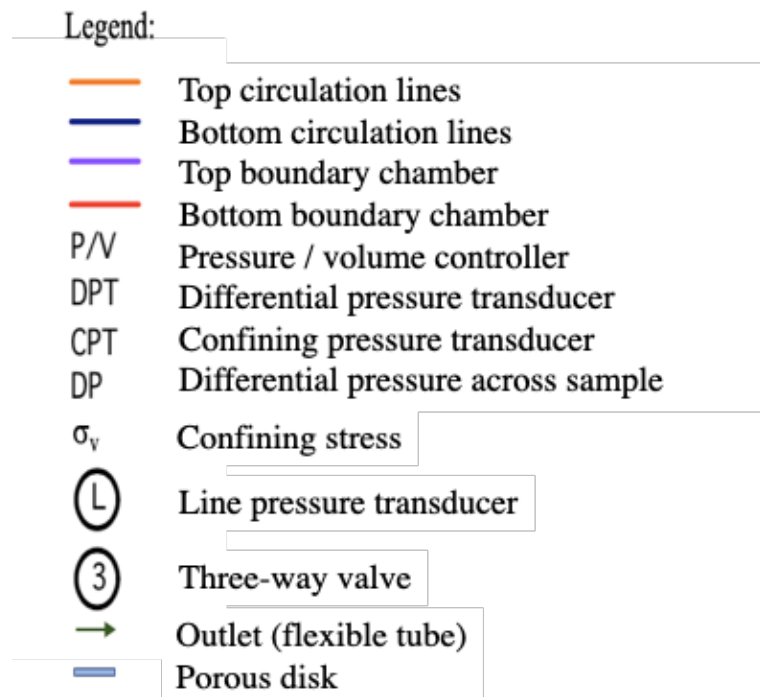 Legend:
Top circulation lines
Bottom circulation lines
Top boundary chamber
Bottom boundary chamber
P/V Pressure / volume controller
DPT Differential pressure transducer
CPT Confining pressure transducer
DP Differential pressure across sample
σv Confining stress
L Line pressure transducer
3 Three-way valve
Outlet (flexible tube)
Porous disk